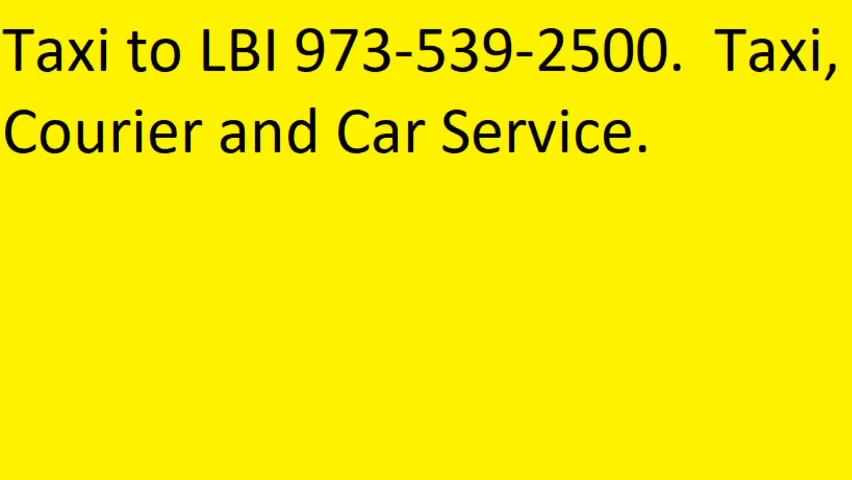 Taxi to LBI 973-539-2500.  Taxi,
Courier and Car Service.